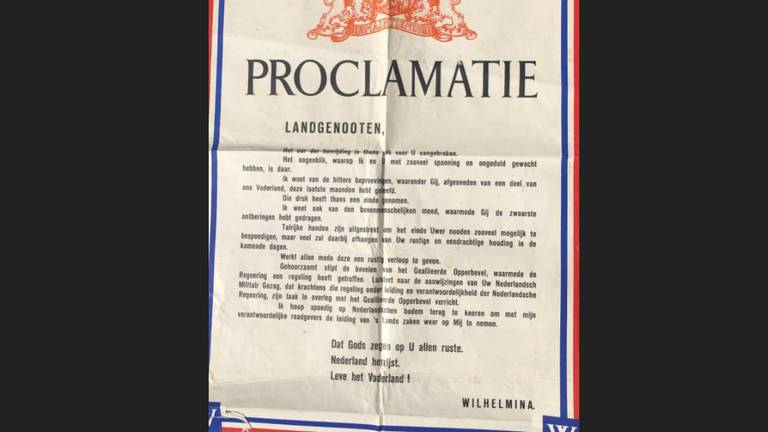 PROCLAMATIE
LANDGENOOTEN,
Het uur der bevrijding is thans ook voor U aangebroken.
Het oogenblik, waarop Ik en U met zooveel spanning en ongeduld gewacht
hebben, is daar.
Ik weet van de bittere beproevingen, waaronder Gij, afgesneden van een deel van
ons Vaderland, deze laatste maanden hebt geleefd.
Die druk heeft thans een einde genomen.
Ik weet ook van den bovenmenschelijken moed, waarmede Gij de zwaarste
ontberingen hebt gedragen.
Talrijke handen zijn uitgestrekt om het einde Uwer nooden zooveel mogelijk te
bespoedigen, maar veel zal daarbij afhangen van Uw rustige en eendrachtige houding in de
komende dagen.
Werkt allen mede deze een rustig verloop te geven.
Gehoorzaamt stipt de bevelen van het Geallieerde Opperbevel, waarmede de
Regeering een regeling heeft getroffen. Luistert naar de aanwijzingen van Uw Nederlandsch
Militair Gezag, dat krachtens die regeling onder leiding en verantwoordelijkheid der Nederlandsche
Regeering, zijn taak in overleg met het Geallieerde Opperbevel verricht.
Ik hoop spoedig op Nederlandschen bodem terug te keeren om met mijn
verantwoordelijke raadgevers de leiding van 's Lands zaken weer op Mij te nemen.
Dat Gods zegen op U allen ruste.
Nederland herrijst.
Leve het Vaderland !
WILHELMINA.
W
W